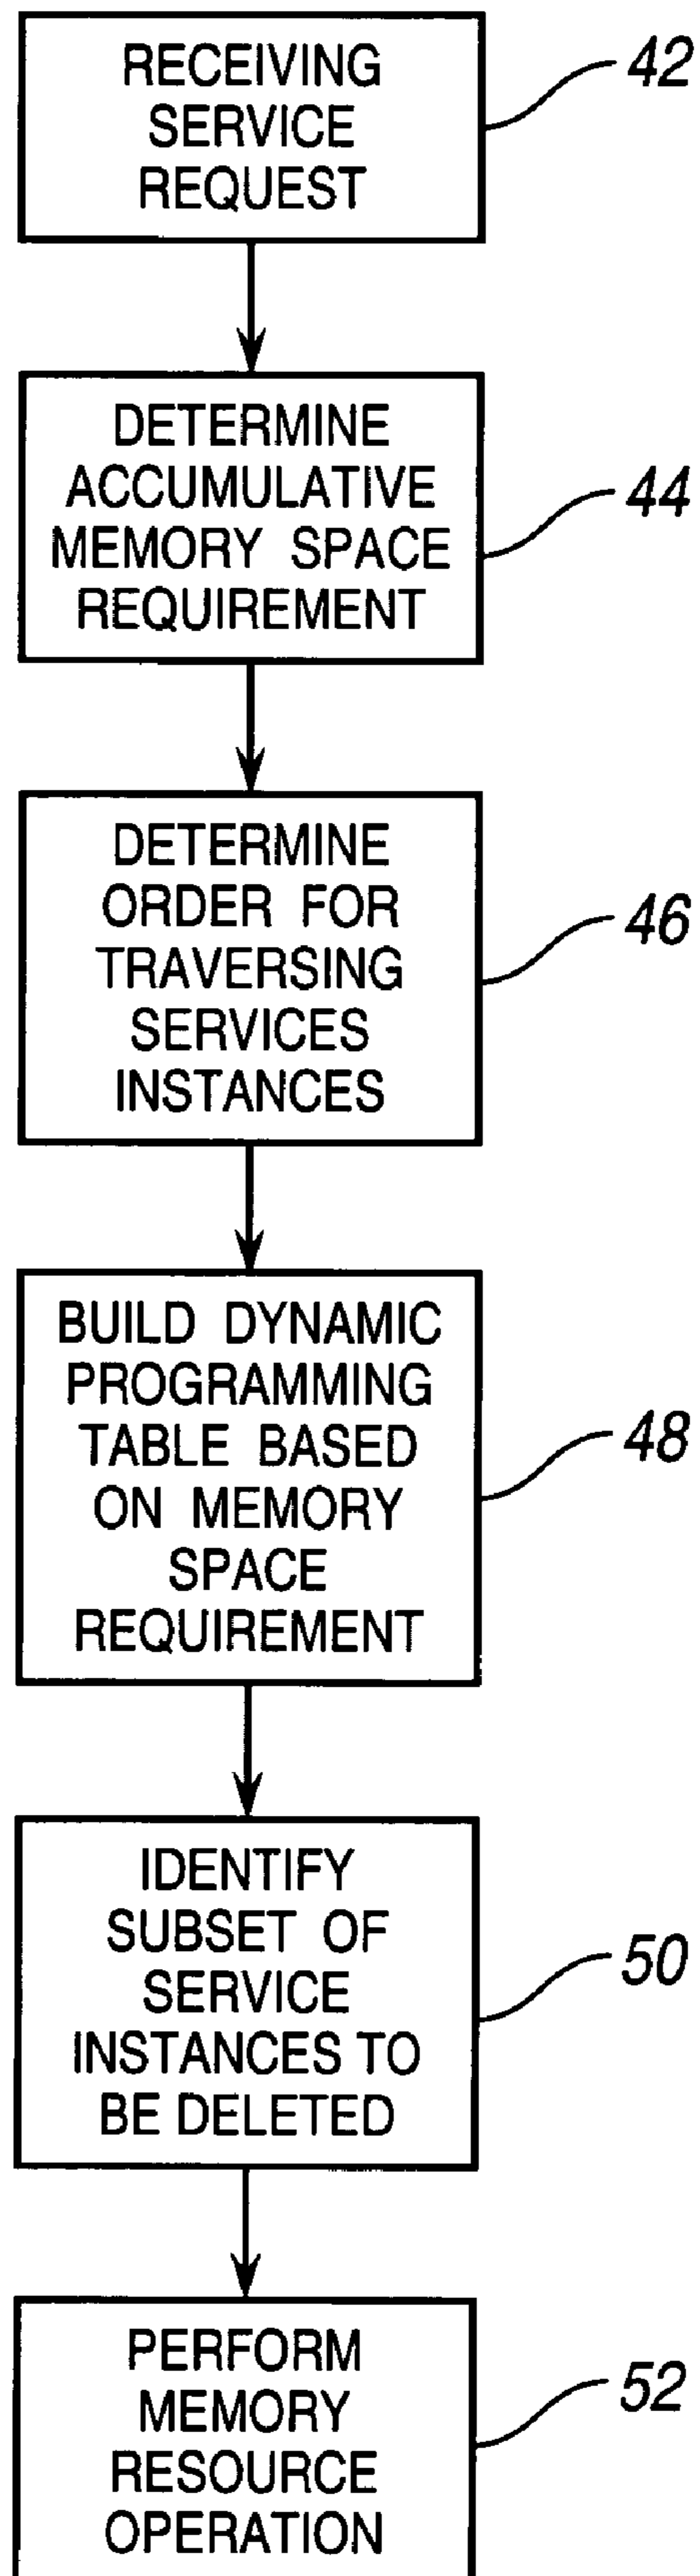 RECEIVING
SERVICE
REQUEST
42
DETERMINE
ACCUMULATIVE
MEMORY SPACE
REQUIREMENT
44
DETERMINE
ORDER FOR
TRAVERSING
SERVICES
INSTANCES
46
BUILD DYNAMIC
PROGRAMMING
TABLE BASED
ON MEMORY
SPACE
REQUIREMENT
48
IDENTIFY
SUBSET OF
SERVICE
INSTANCES TO
BE DELETED
50
PERFORM
MEMORY
RESOURCE
OPERATION
52